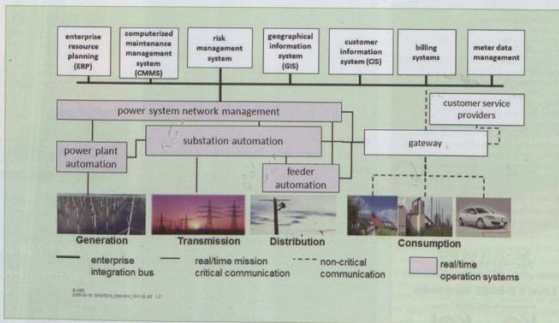 enterprise
resource
planning
(ERP)
computerized
maintenance
management
system
(CMMS)
risk
management
system
geographical
information
system
(GIS)
customer
information
system (CIS)
billing
systems
meter data
management
power system network management
customer service
providers
substation automation
gateway
power plant
automation
feeder
automation
Generation
Transmission
Distribution
Consumption
enterprise
integration bus
real/time mission
critical communication
non-critical
communication
real/time
operation systems